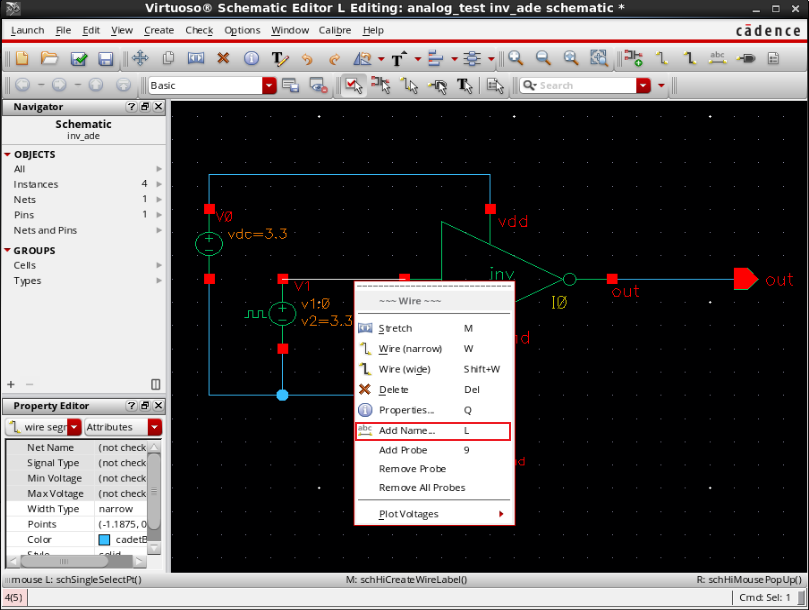 Virtuoso® Schematic Editor L Editing: analog_test inv_ade schematic *
Launch File Edit View Create Check Options Window Calibre Help
cādence
Basic
Search
Navigator
Schematic
inv_ade
OBJECTS
All
Instances 4
Nets 1
Pins 1
Nets and Pins
GROUPS
Cells
Types
Property Editor
wire segr Attributes
Net Name (not check
Signal Type (not check
Min Voltage (not check
Max Voltage (not check
Width Type narrow
Points (-1.1875, 0
Color cadetB
Style solid
V0
vdc=3.3
vdd
V1
v1:0
v2=3.3
inv
I0
out
out
nd
nd
~~~ Wire ~~~
Stretch M
Wire (narrow) W
Wire (wide) Shift+W
Delete Del
Properties... Q
abc Add Name... L
Add Probe 9
Remove Probe
Remove All Probes
Plot Voltages
mouse L: schSingleSelectPt() M: schHiCreateWireLabel() R: schHiMousePopUp()
4(5) Cmd: Sel: 1